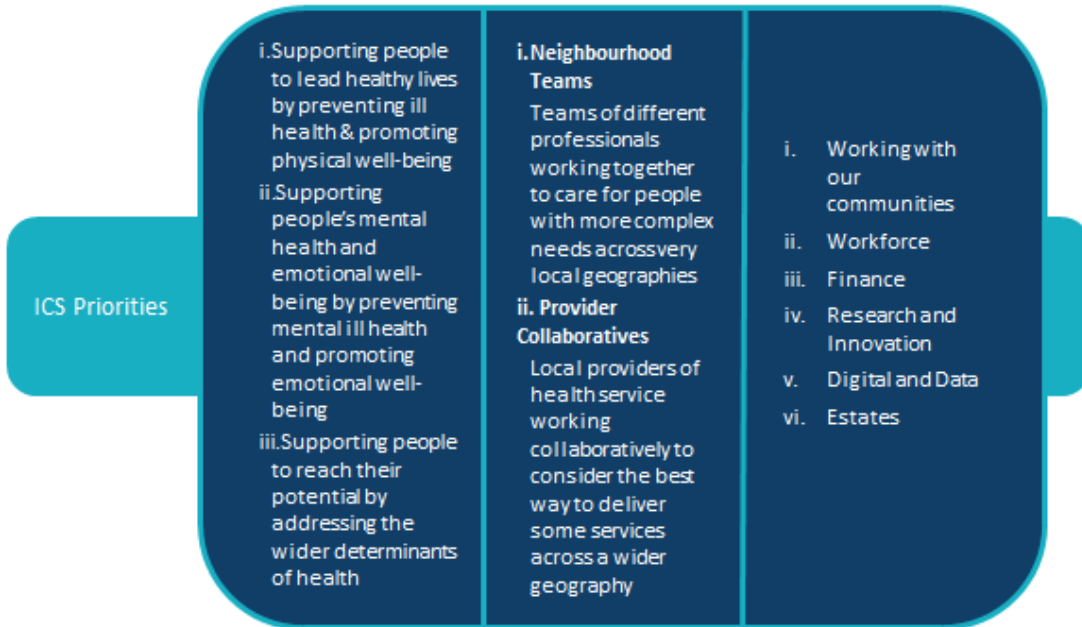 ICS Priorities
i.Supporting people
to lead healthy lives
by preventing ill
health & promoting
physical well-being
ii.Supporting
people's mental
health and
emotional well-
being by preventing
mental ill health
and promoting
emotional well-
being
iii.Supporting people
to reach their
potential by
addressing the
wider determinants
of health
i.Neighbourhood
Teams
Teams of different
professionals
working together
to care for people
with more complex
needs acrossvery
local geographies
ii. Provider
Collaboratives
Local providers of
health service
working
collaboratively to
consider the best
way to deliver
some services
across a wider
geography
i. Working with
our
communities
ii. Workforce
iii. Finance
iv. Research and
Innovation
v. Digital and Data
vi. Estates